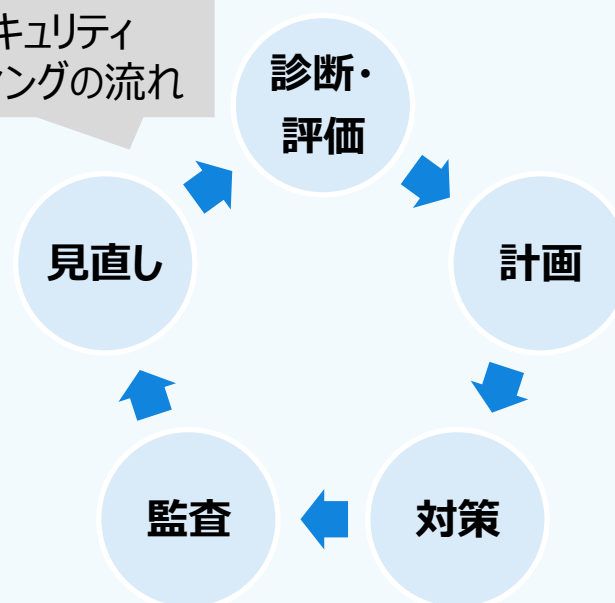 キュリティ
ィングの流れ
診断・
評価
見直し
計画
監査
対策